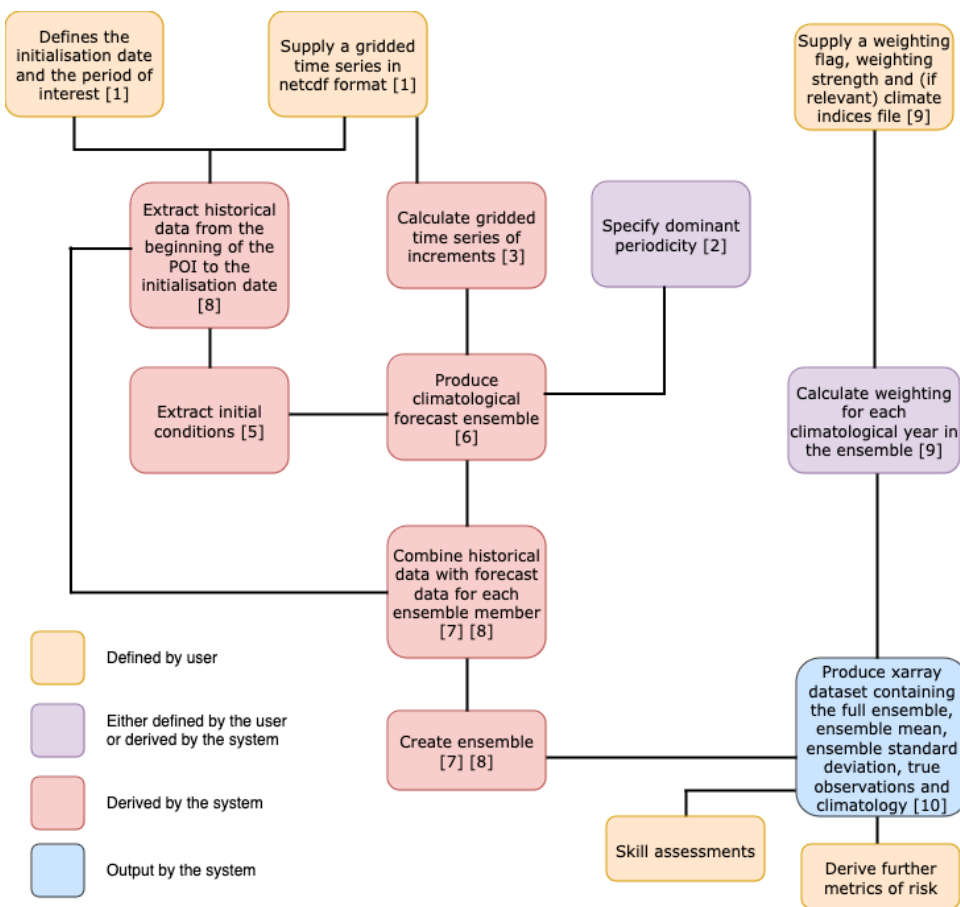 Defines the
initialisation date
and the period of
interest [1]
Supply a gridded
time series in
netcdf format [1]
Supply a weighting
flag, weighting
strength and (if
relevant) climate
indices file [9]
Extract historical
data from the
beginning of the
POI to the
initialisation date
[8]
Calculate gridded
time series of
increments [3]
Specify dominant
periodicity [2]
Extract initial
conditions [5]
Produce
climatological
forecast ensemble
[6]
Calculate weighting
for each
climatological year in
the ensemble [9]
Combine historical
data with forecast
data for each
ensemble member
[7] [8]
Create ensemble
[7] [8]
Produce xarray
dataset containing
the full ensemble,
ensemble mean,
ensemble standard
deviation, true
observations and
climatology [10]
Skill assessments
Derive further
metrics of risk
Defined by user
Either defined by the user
or derived by the system
Derived by the system
Output by the system